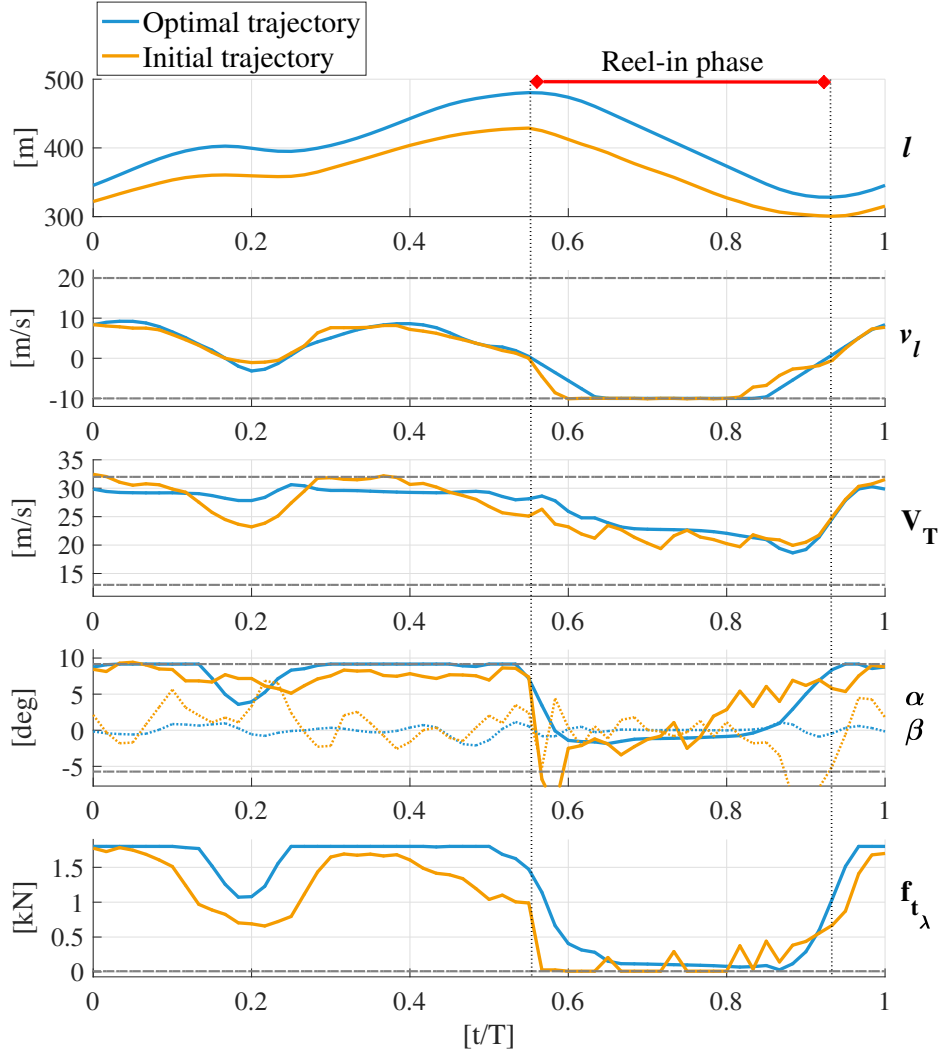 Optimal trajectory
Initial trajectory
Reel-in phase
500
400
300
[m]
l
0 0.2 0.4 0.6 0.8 1
20
10
0
-10
[m/s]
v_l
0 0.2 0.4 0.6 0.8 1
35
30
25
20
15
[m/s]
V_T
0 0.2 0.4 0.6 0.8 1
10
5
0
-5
[deg]
α
β
0 0.2 0.4 0.6 0.8 1
1.5
1
0.5
0
[kN]
f_{t_λ}
0 0.2 0.4 0.6 0.8 1
[t/T]